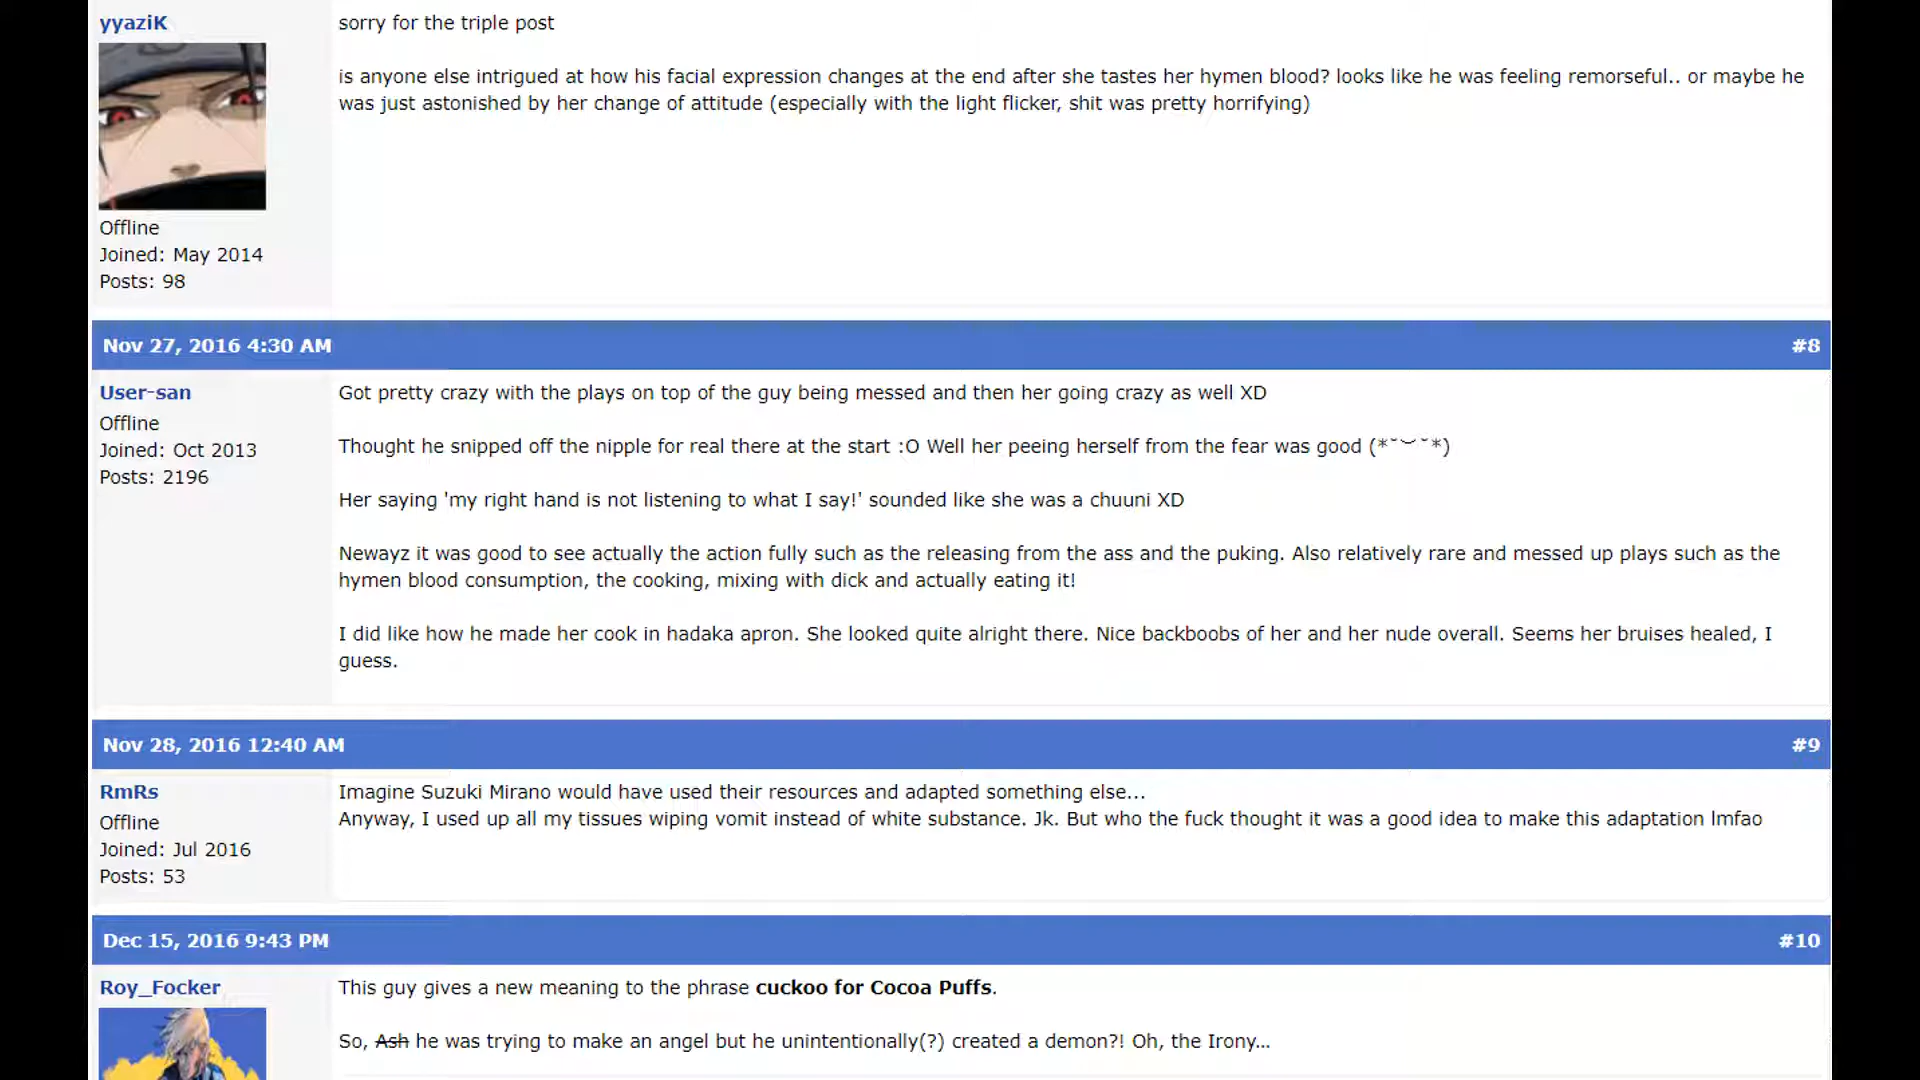 yyaziK
sorry for the triple post
is anyone else intrigued at how his facial expression changes at the end after she tastes her hymen blood? looks like he was feeling remorseful.. or maybe he
was just astonished by her change of attitude (especially with the light flicker, shit was pretty horrifying)
Offline
Joined: May 2014
Posts: 98
Nov 27, 2016 4:30 AM #8
User-san
Offline
Joined: Oct 2013
Posts: 2196
Got pretty crazy with the plays on top of the guy being messed and then her going crazy as well XD
Thought he snipped off the nipple for real there at the start :O Well her peeing herself from the fear was good (*˘︶˘*)
Her saying 'my right hand is not listening to what I say!' sounded like she was a chuuni XD
Newayz it was good to see actually the action fully such as the releasing from the ass and the puking. Also relatively rare and messed up plays such as the
hymen blood consumption, the cooking, mixing with dick and actually eating it!
I did like how he made her cook in hadaka apron. She looked quite alright there. Nice backboobs of her and her nude overall. Seems her bruises healed, I
guess.
Nov 28, 2016 12:40 AM #9
RmRs
Offline
Joined: Jul 2016
Posts: 53
Imagine Suzuki Mirano would have used their resources and adapted something else...
Anyway, I used up all my tissues wiping vomit instead of white substance. Jk. But who the fuck thought it was a good idea to make this adaptation lmfao
Dec 15, 2016 9:43 PM #10
Roy_Focker
This guy gives a new meaning to the phrase cuckoo for Cocoa Puffs.
So, Ash he was trying to make an angel but he unintentionally(?) created a demon?! Oh, the Irony...